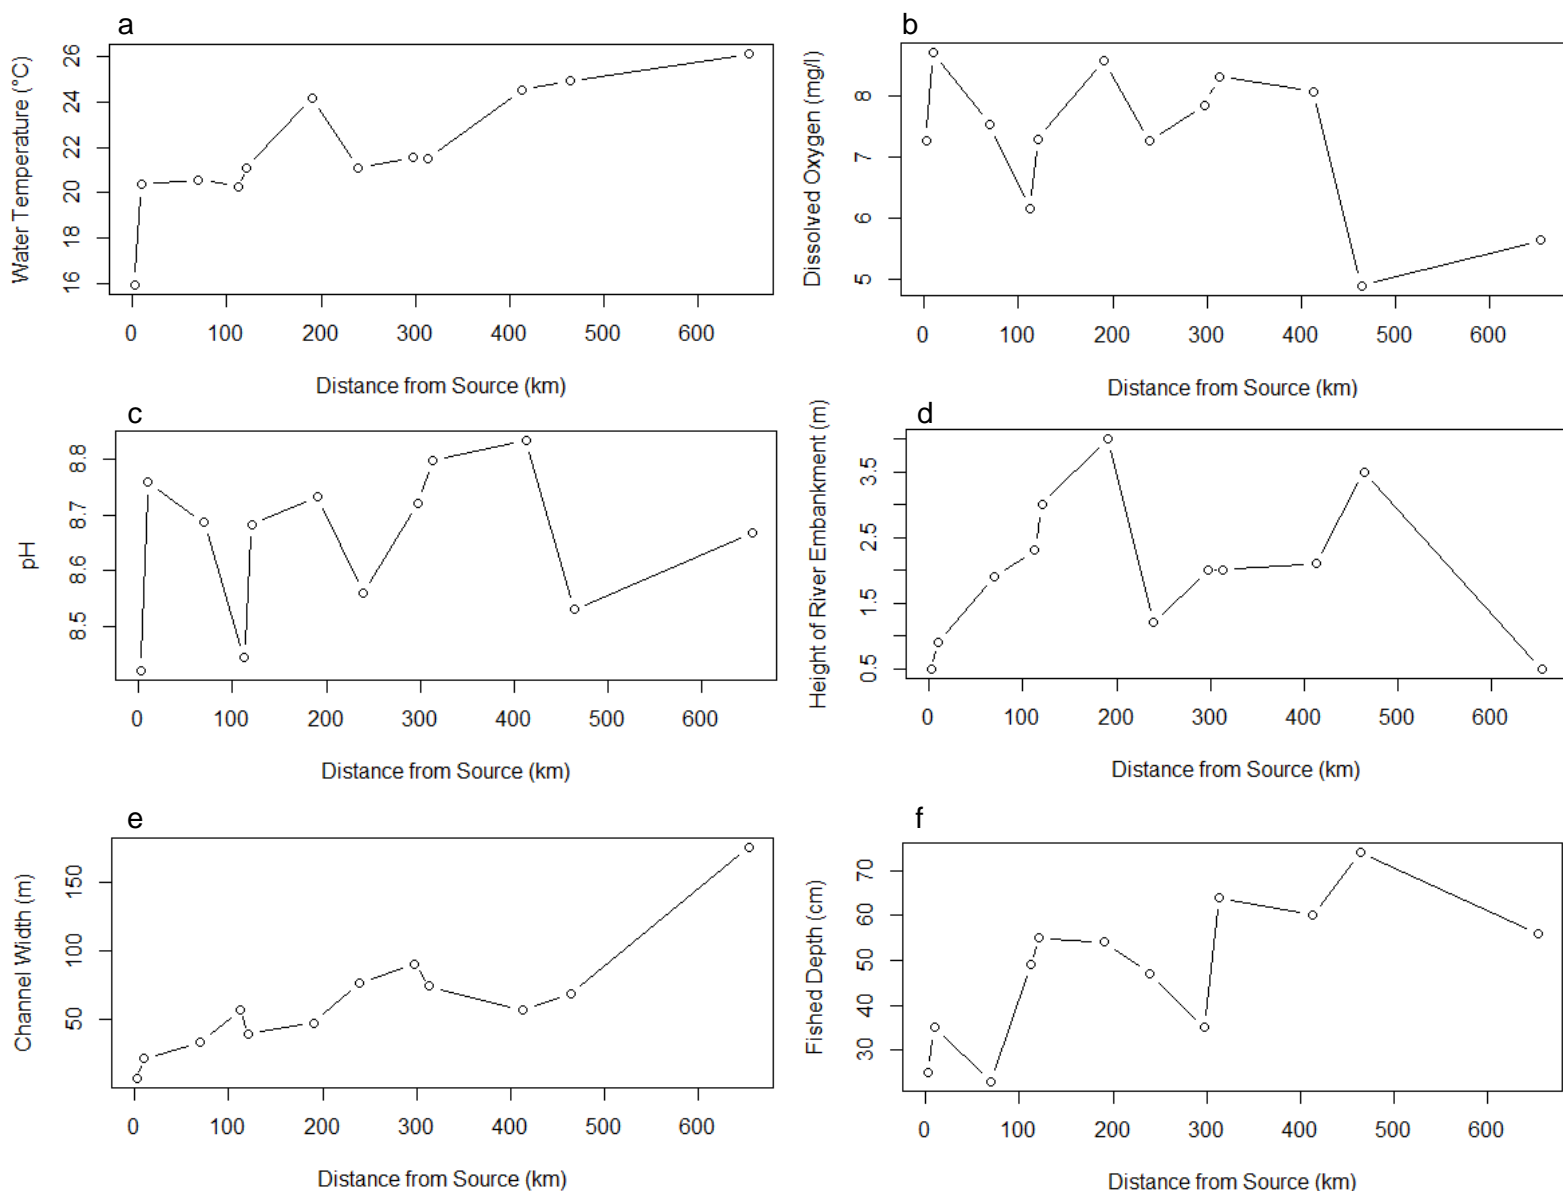 a
Water Temperature (°C)
26
24
22
20
18
16
0 100 200 300 400 500 600
Distance from Source (km)
b
Dissolved Oxygen (mg/l)
8
7
6
5
0 100 200 300 400 500 600
Distance from Source (km)
c
pH
8.8
8.7
8.6
8.5
0 100 200 300 400 500 600
Distance from Source (km)
d
Height of River Embankment (m)
3.5
2.5
1.5
0.5
0 100 200 300 400 500 600
Distance from Source (km)
e
Channel Width (m)
150
100
50
0 100 200 300 400 500 600
Distance from Source (km)
f
Fished Depth (cm)
70
60
50
40
30
0 100 200 300 400 500 600
Distance from Source (km)